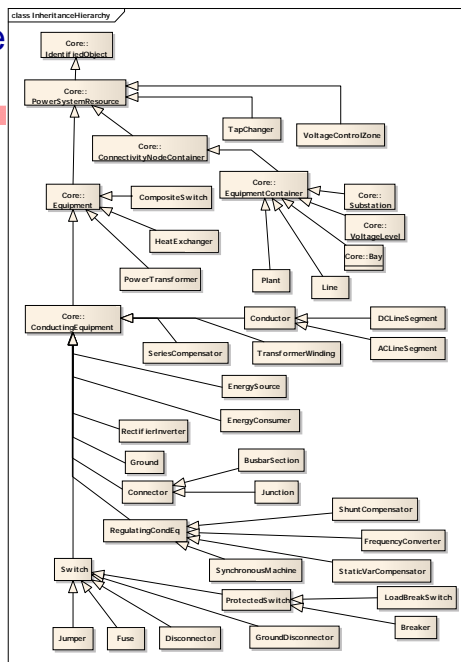 class InheritanceHierarchy
e
Core::
IdentifiedObject
Core::
PowerSystemResource
TapChanger
VoltageControlZone
Core::
ConnectivityNodeContainer
Core::
Equipment
CompositeSwitch
Core::
EquipmentContainer
Core::
Substation
Core::
VoltageLevel
HeatExchanger
Core::Bay
PowerTransformer
Plant
Line
Core::
ConductingEquipment
Conductor
DCLineSegment
SeriesCompensator
TransformerWinding
ACLineSegment
EnergySource
EnergyConsumer
RectifierInverter
Ground
BusbarSection
Connector
Junction
ShuntCompensator
RegulatingCondEq
FrequencyConverter
Switch
SynchronousMachine
StaticVarCompensator
ProtectedSwitch
LoadBreakSwitch
Breaker
Jumper
Fuse
Disconnector
GroundDisconnector